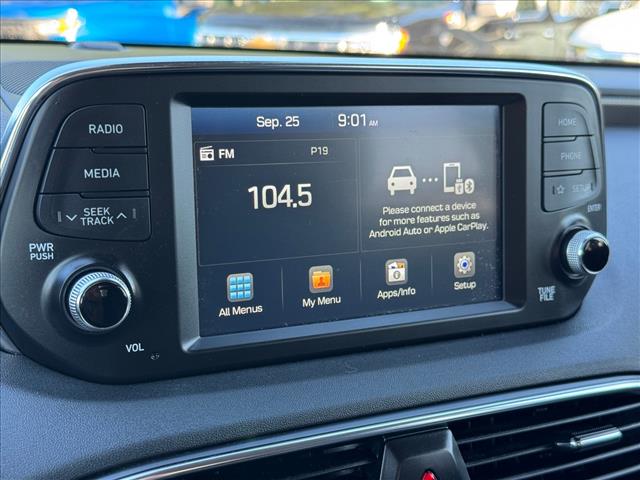 RADIO
MEDIA
SEEK
TRACK
PWR
PUSH
VOL
Sep. 25
9:01 AM
FM
P19
104.5
Please connect a device
for more features such as
Android Auto or Apple CarPlay.
All Menus
My Menu
Apps/Info
Setup
HOME
PHONE
SETUP
ENTER
TUNE
FILE